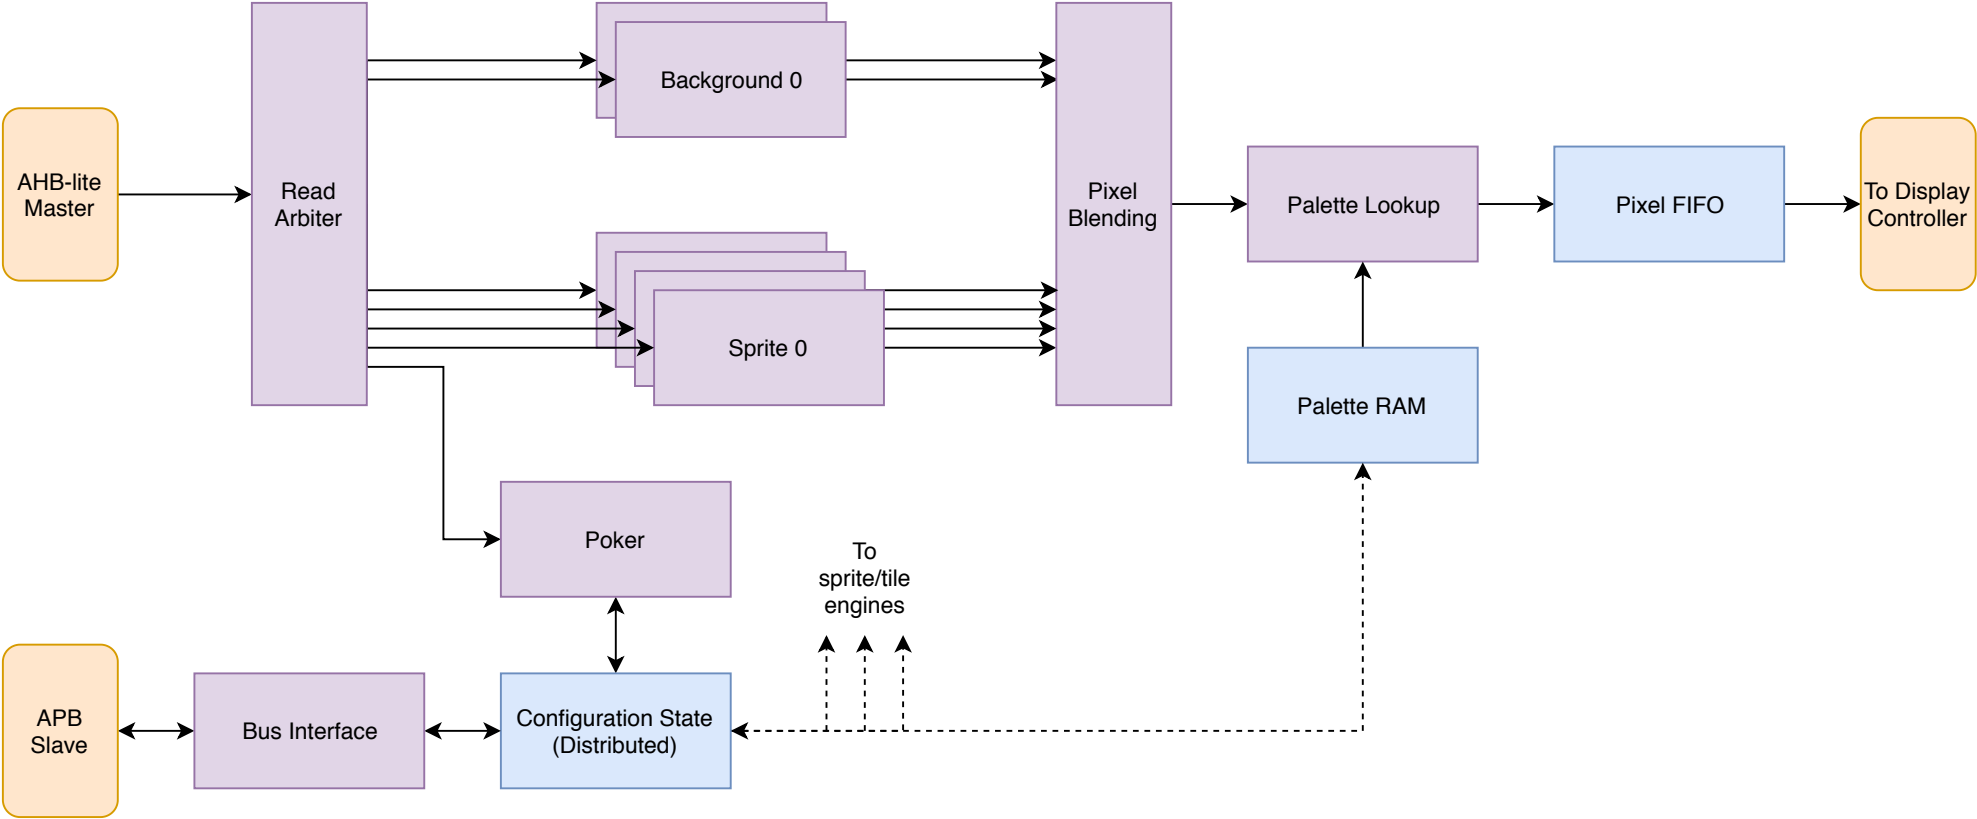 Background 0
AHB-lite
Master
Read
Arbiter
Pixel
Blending
Palette Lookup
Pixel FIFO
To Display
Controller
Sprite 0
Palette RAM
Poker
To
sprite/tile
engines
APB
Slave
Bus Interface
Configuration State
(Distributed)